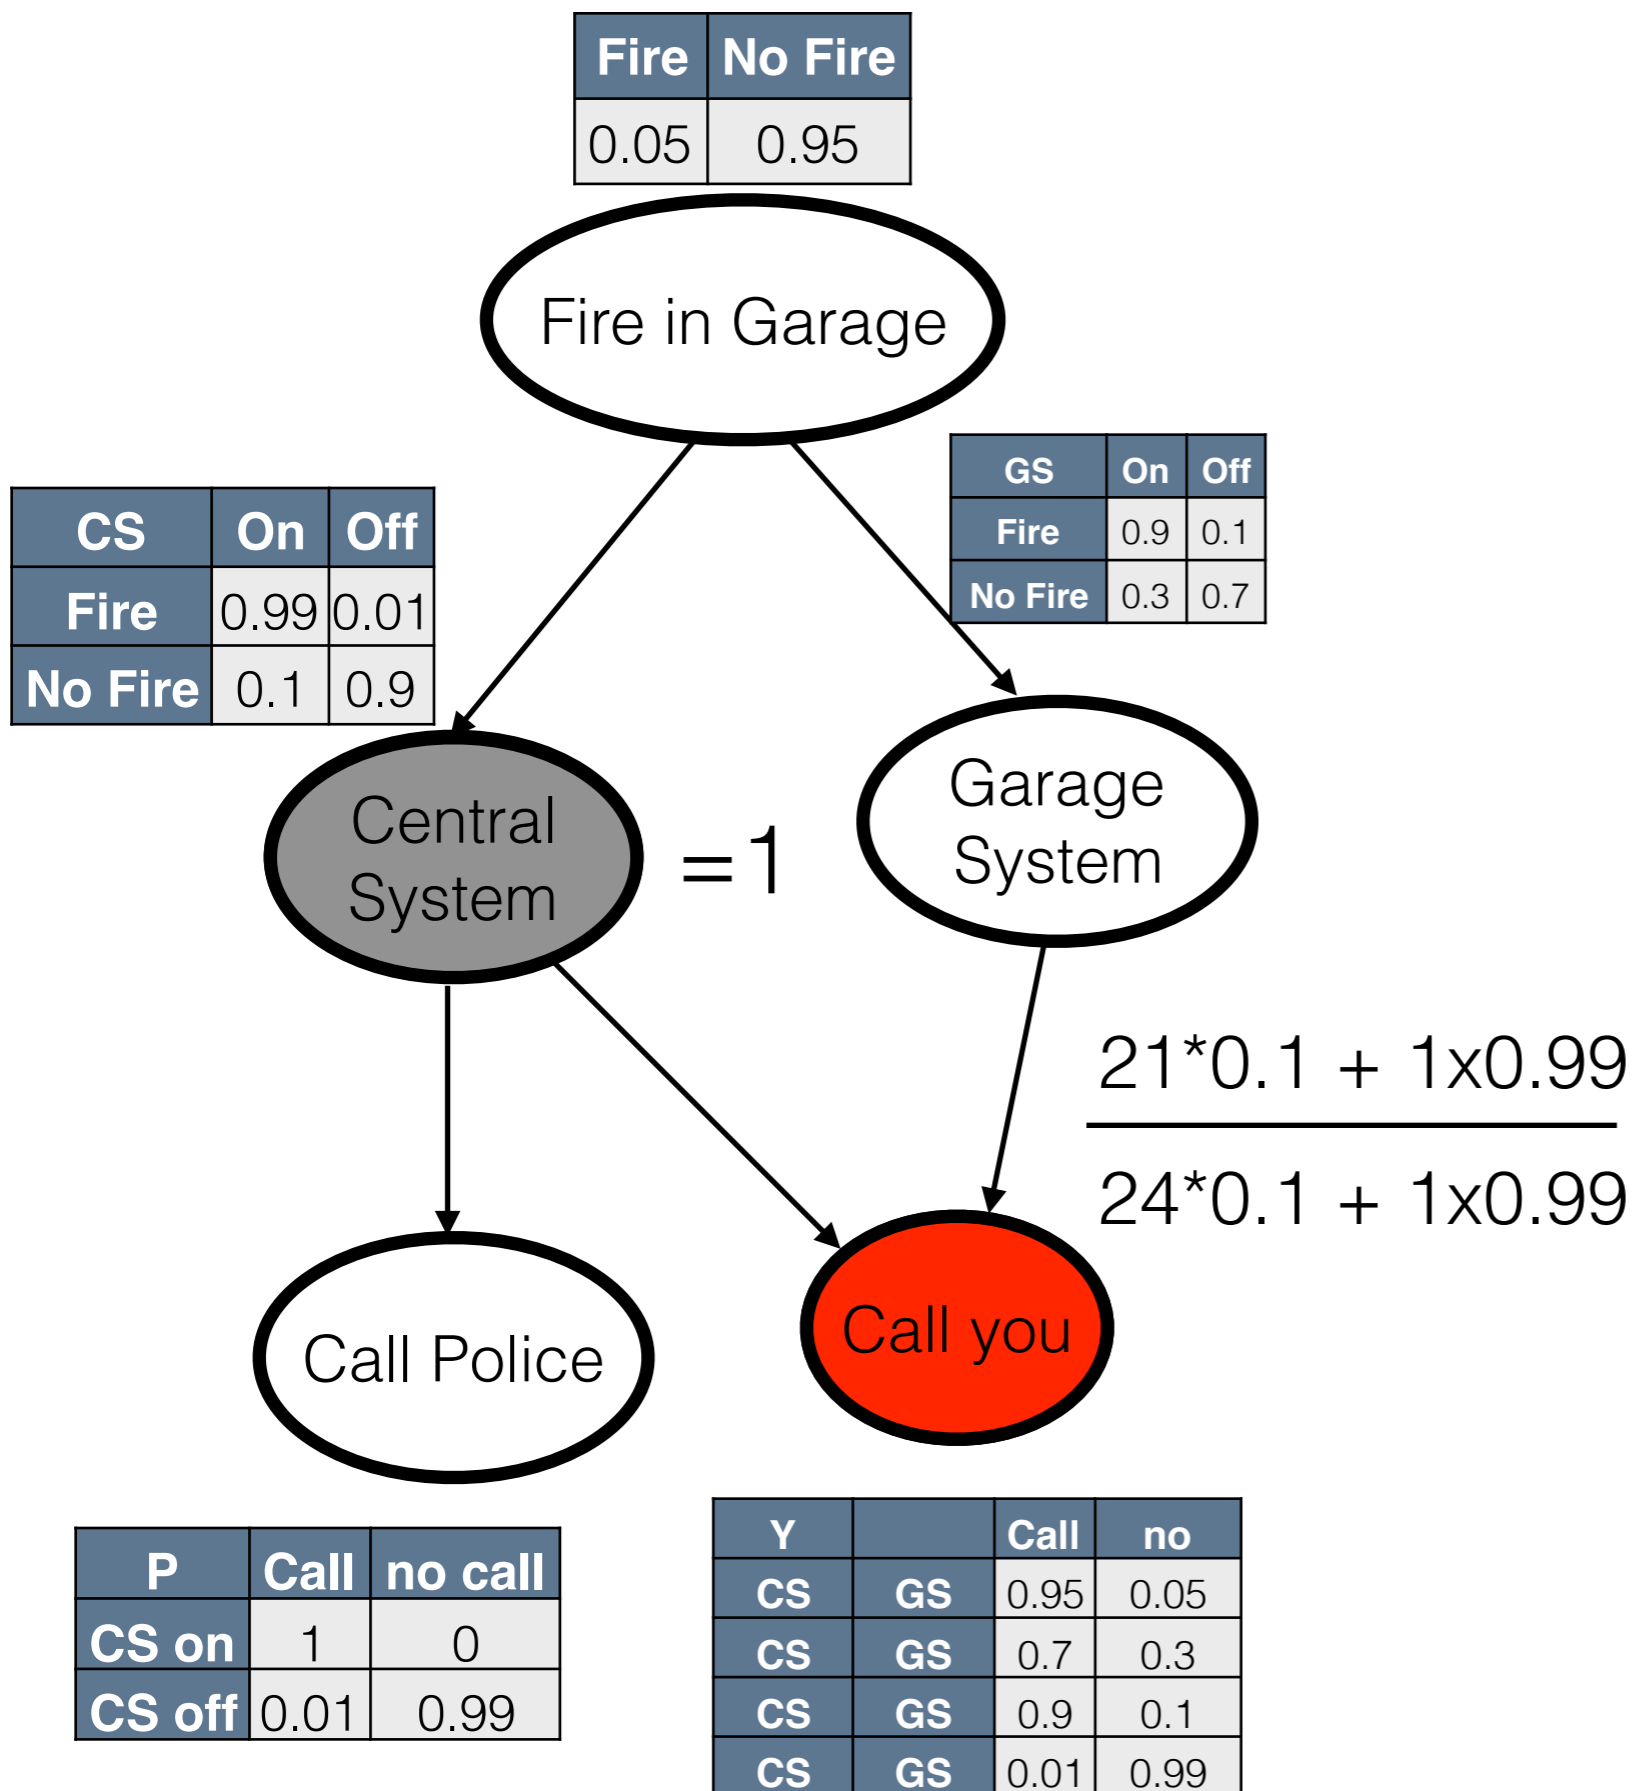 Fire No Fire
0.05 0.95
Fire in Garage
GS On Off
Fire 0.9 0.1
No Fire 0.3 0.7
CS On Off
Fire 0.99 0.01
No Fire 0.1 0.9
Central
System
=1
Garage
System
21*0.1 + 1x0.99
24*0.1 + 1x0.99
Call Police
Call you
P Call no call
CS on 1 0
CS off 0.01 0.99
Y Call no
CS GS 0.95 0.05
CS GS 0.7 0.3
CS GS 0.9 0.1
CS GS 0.01 0.99